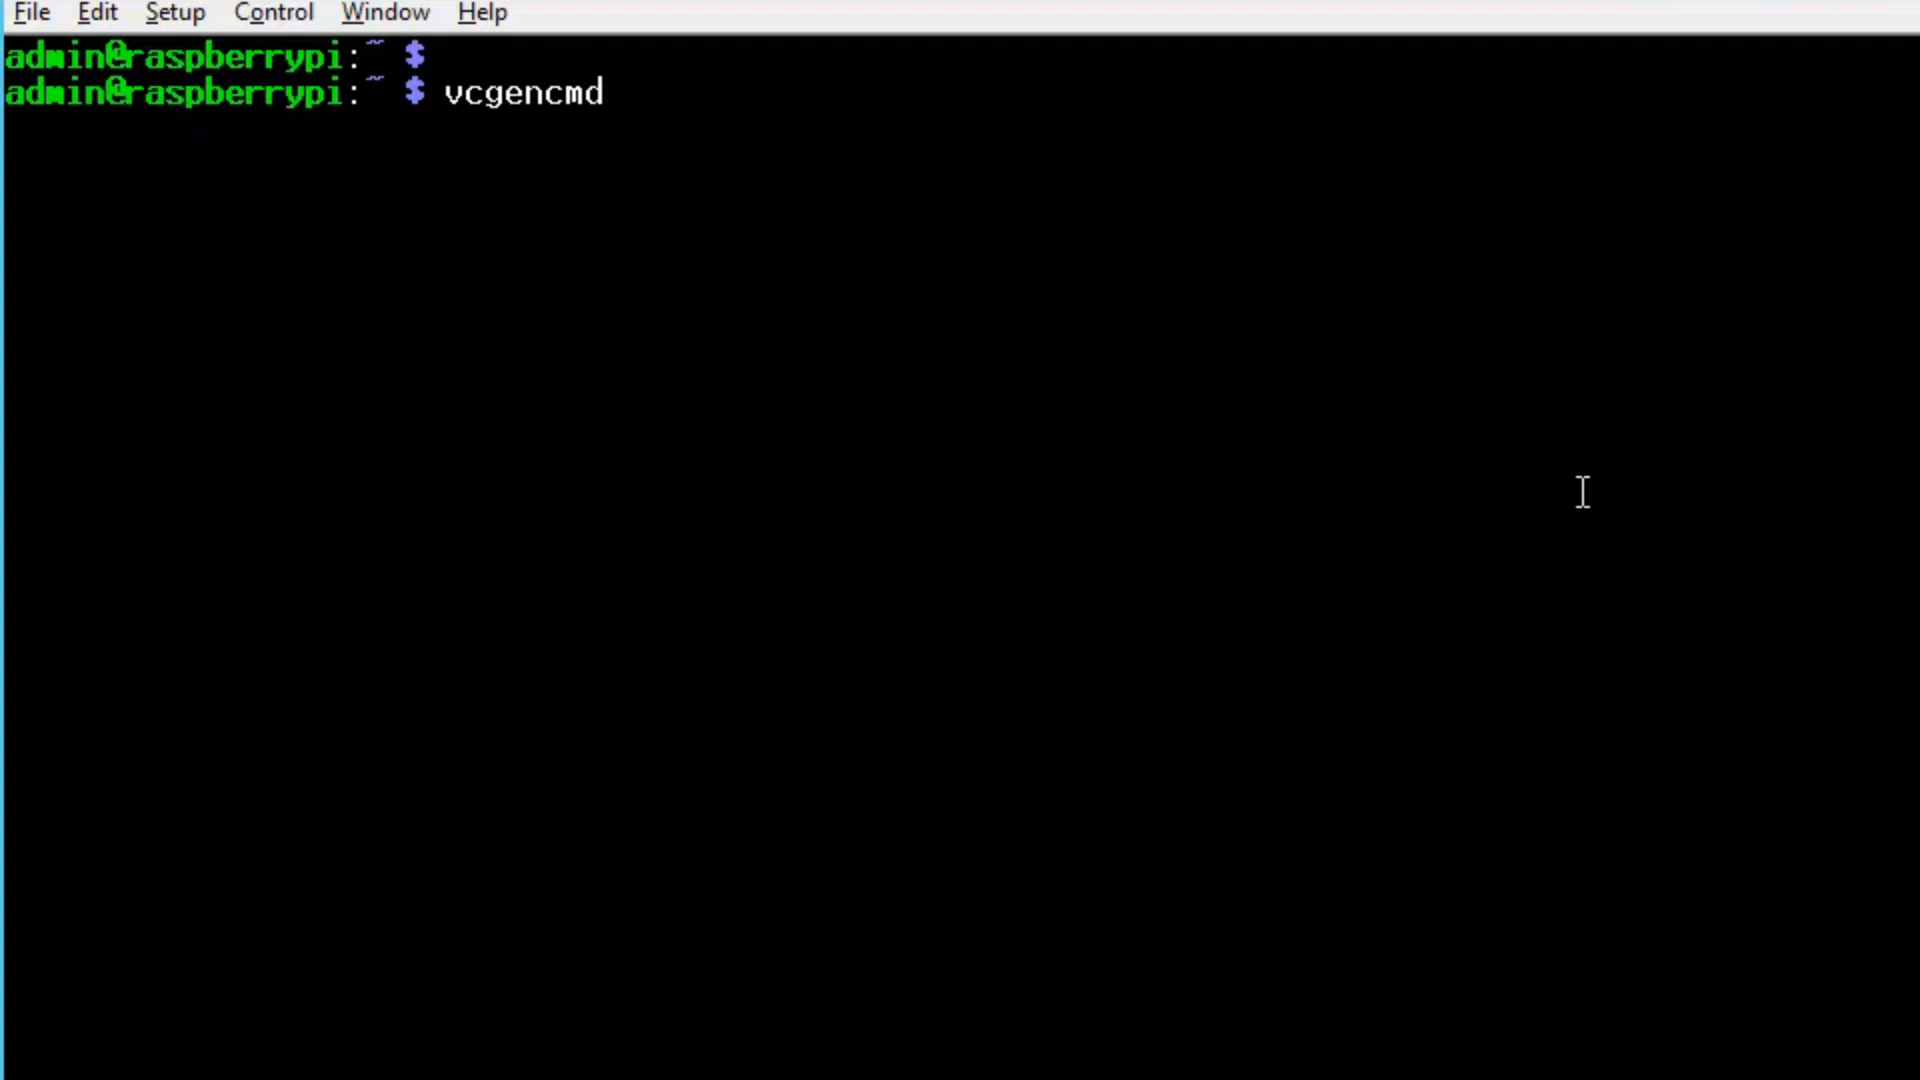 File Edit Setup Control Window Help
admin@raspberrypi:~ $
admin@raspberrypi:~ $ vcgencmd